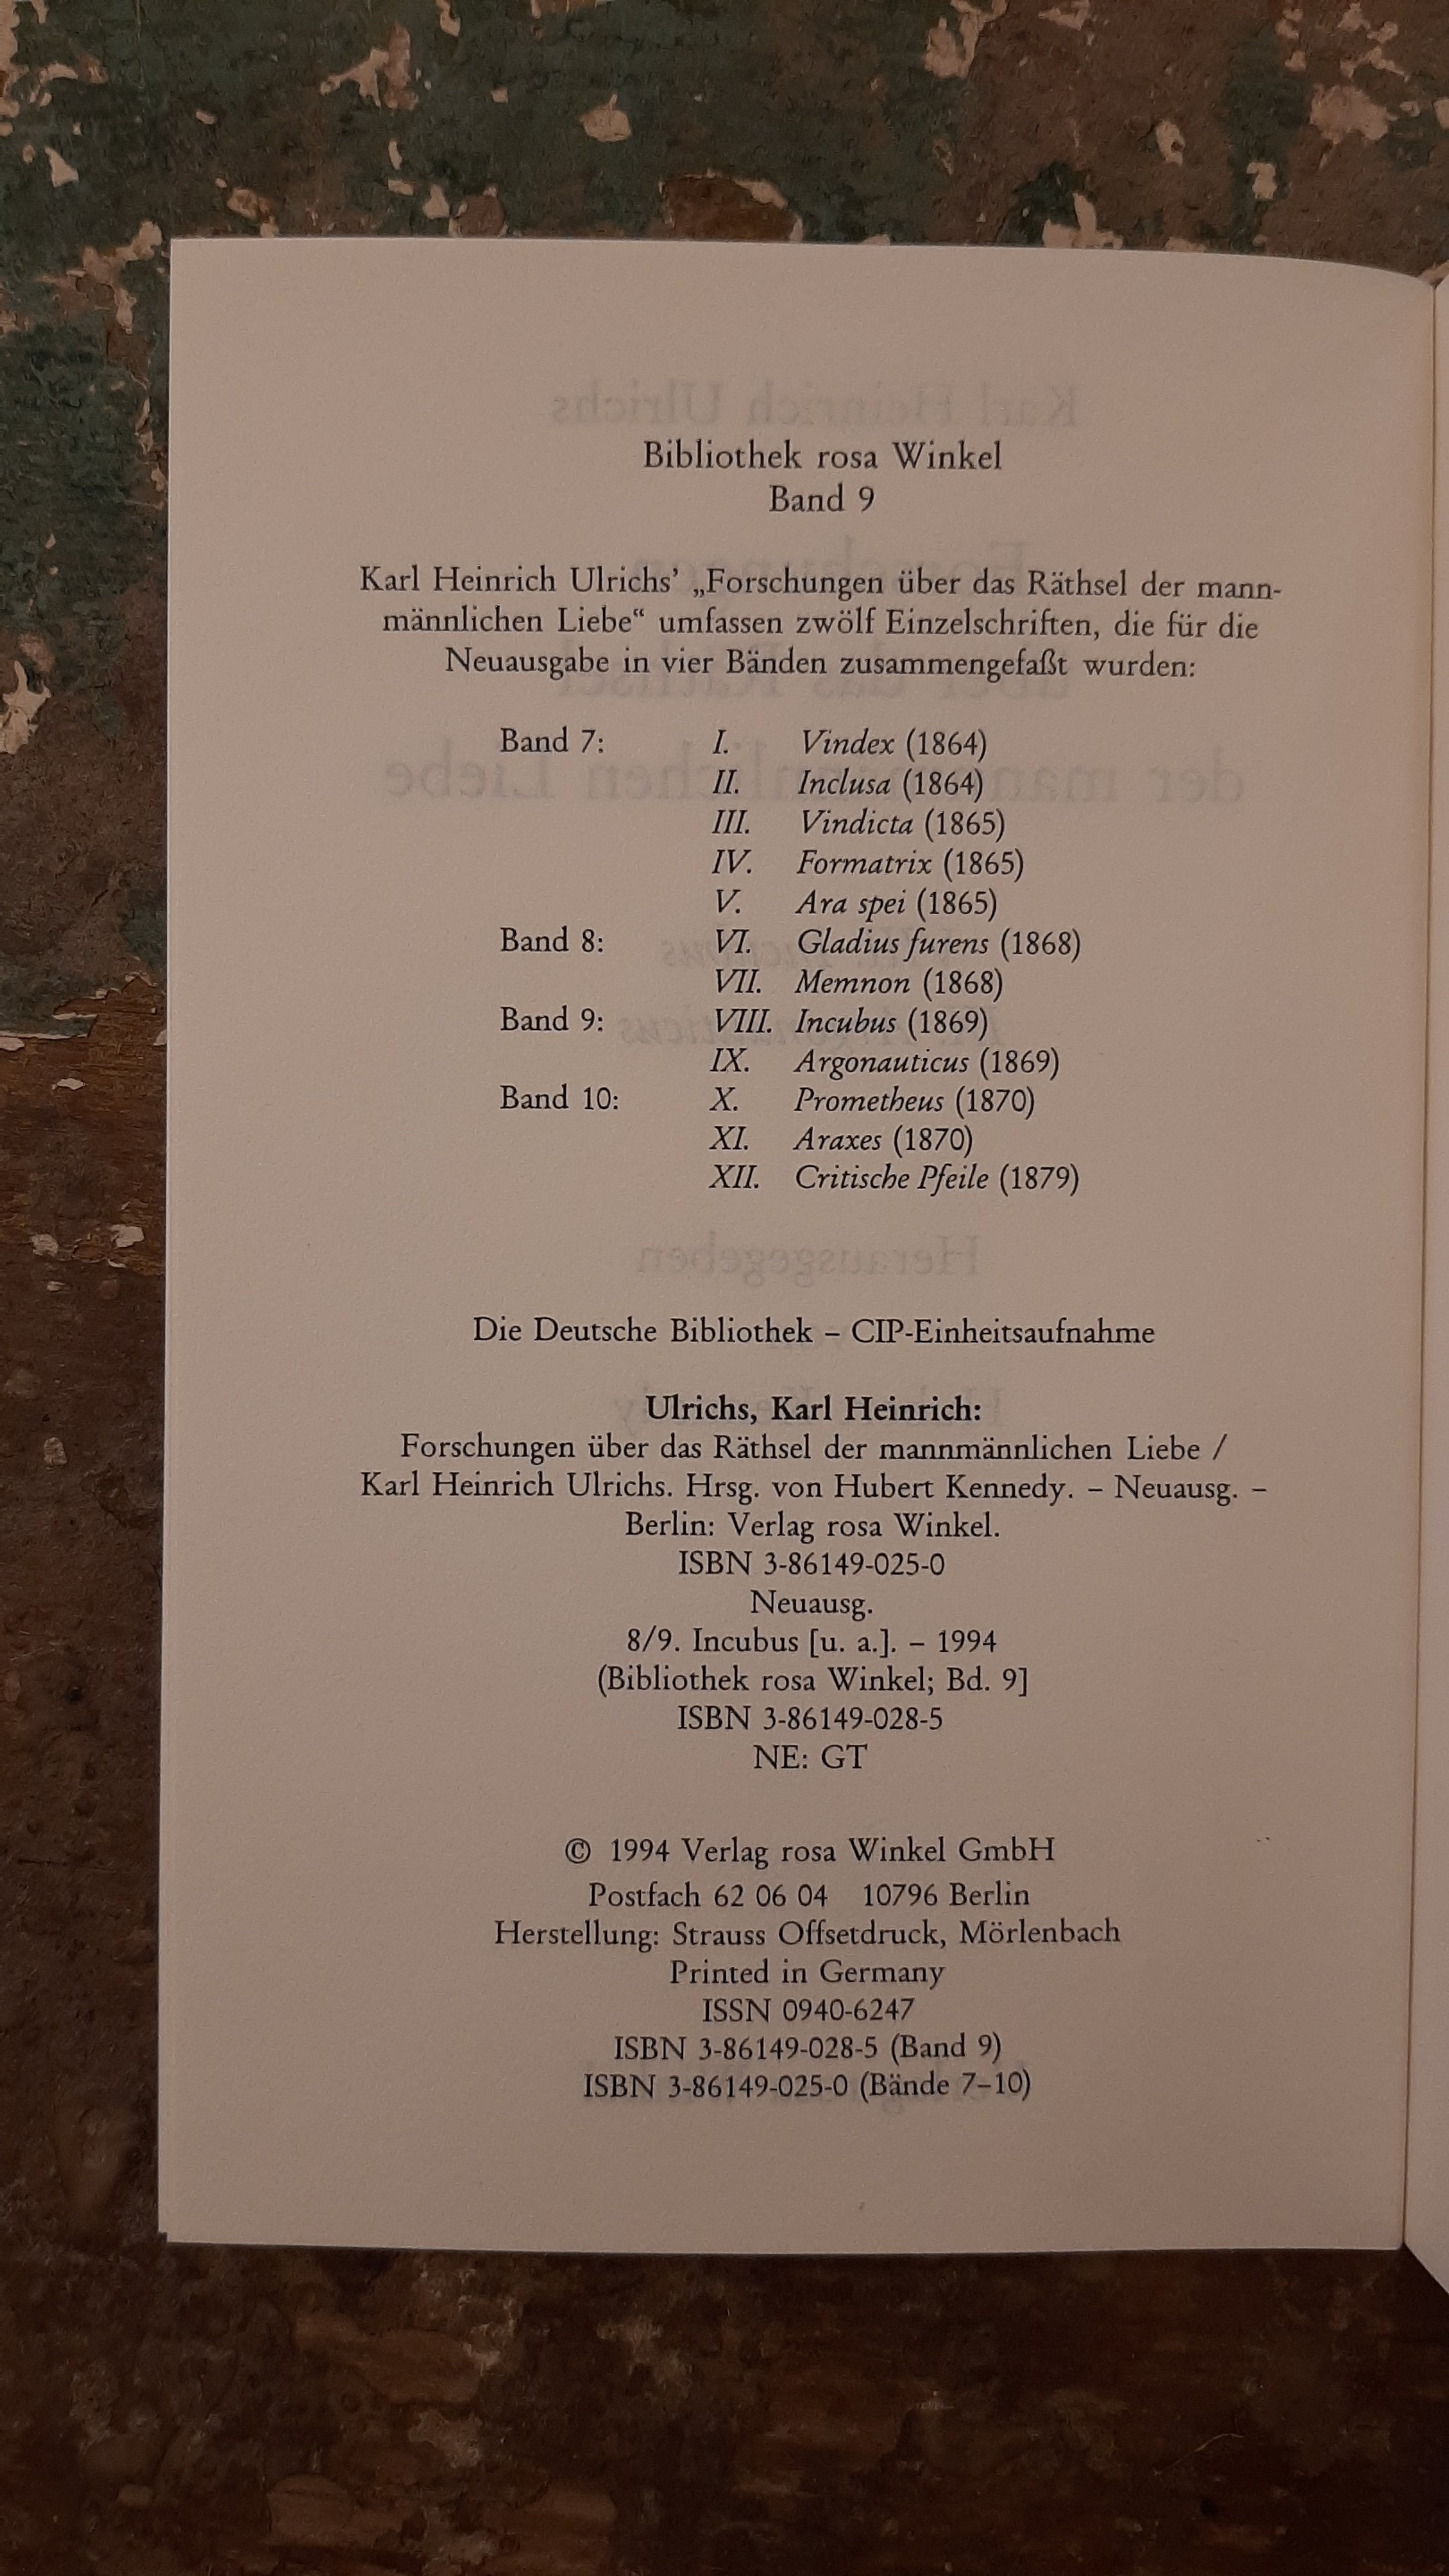 Bibliothek rosa Winkel
Band 9
Karl Heinrich Ulrichs’ „Forschungen über das Räthsel der mann-
männlichen Liebe“ umfassen zwölf Einzelschriften, die für die
Neuausgabe in vier Bänden zusammengefaßt wurden:
Band 7: I. Vindex (1864)
II. Inclusa (1864)
III. Vindicta (1865)
IV. Formatrix (1865)
V. Ara spei (1865)
Band 8: VI. Gladius furens (1868)
VII. Memnon (1868)
Band 9: VIII. Incubus (1869)
IX. Argonauticus (1869)
Band 10: X. Prometheus (1870)
XI. Araxes (1870)
XII. Critische Pfeile (1879)
Die Deutsche Bibliothek – CIP-Einheitsaufnahme
Ulrichs, Karl Heinrich:
Forschungen über das Räthsel der mannmännlichen Liebe /
Karl Heinrich Ulrichs. Hrsg. von Hubert Kennedy. – Neuausg. –
Berlin: Verlag rosa Winkel.
ISBN 3-86149-025-0
Neuausg.
8/9. Incubus [u. a.]. – 1994
(Bibliothek rosa Winkel; Bd. 9]
ISBN 3-86149-028-5
NE: GT
© 1994 Verlag rosa Winkel GmbH
Postfach 62 06 04 10796 Berlin
Herstellung: Strauss Offsetdruck, Mörlenbach
Printed in Germany
ISSN 0940-6247
ISBN 3-86149-028-5 (Band 9)
ISBN 3-86149-025-0 (Bände 7–10)